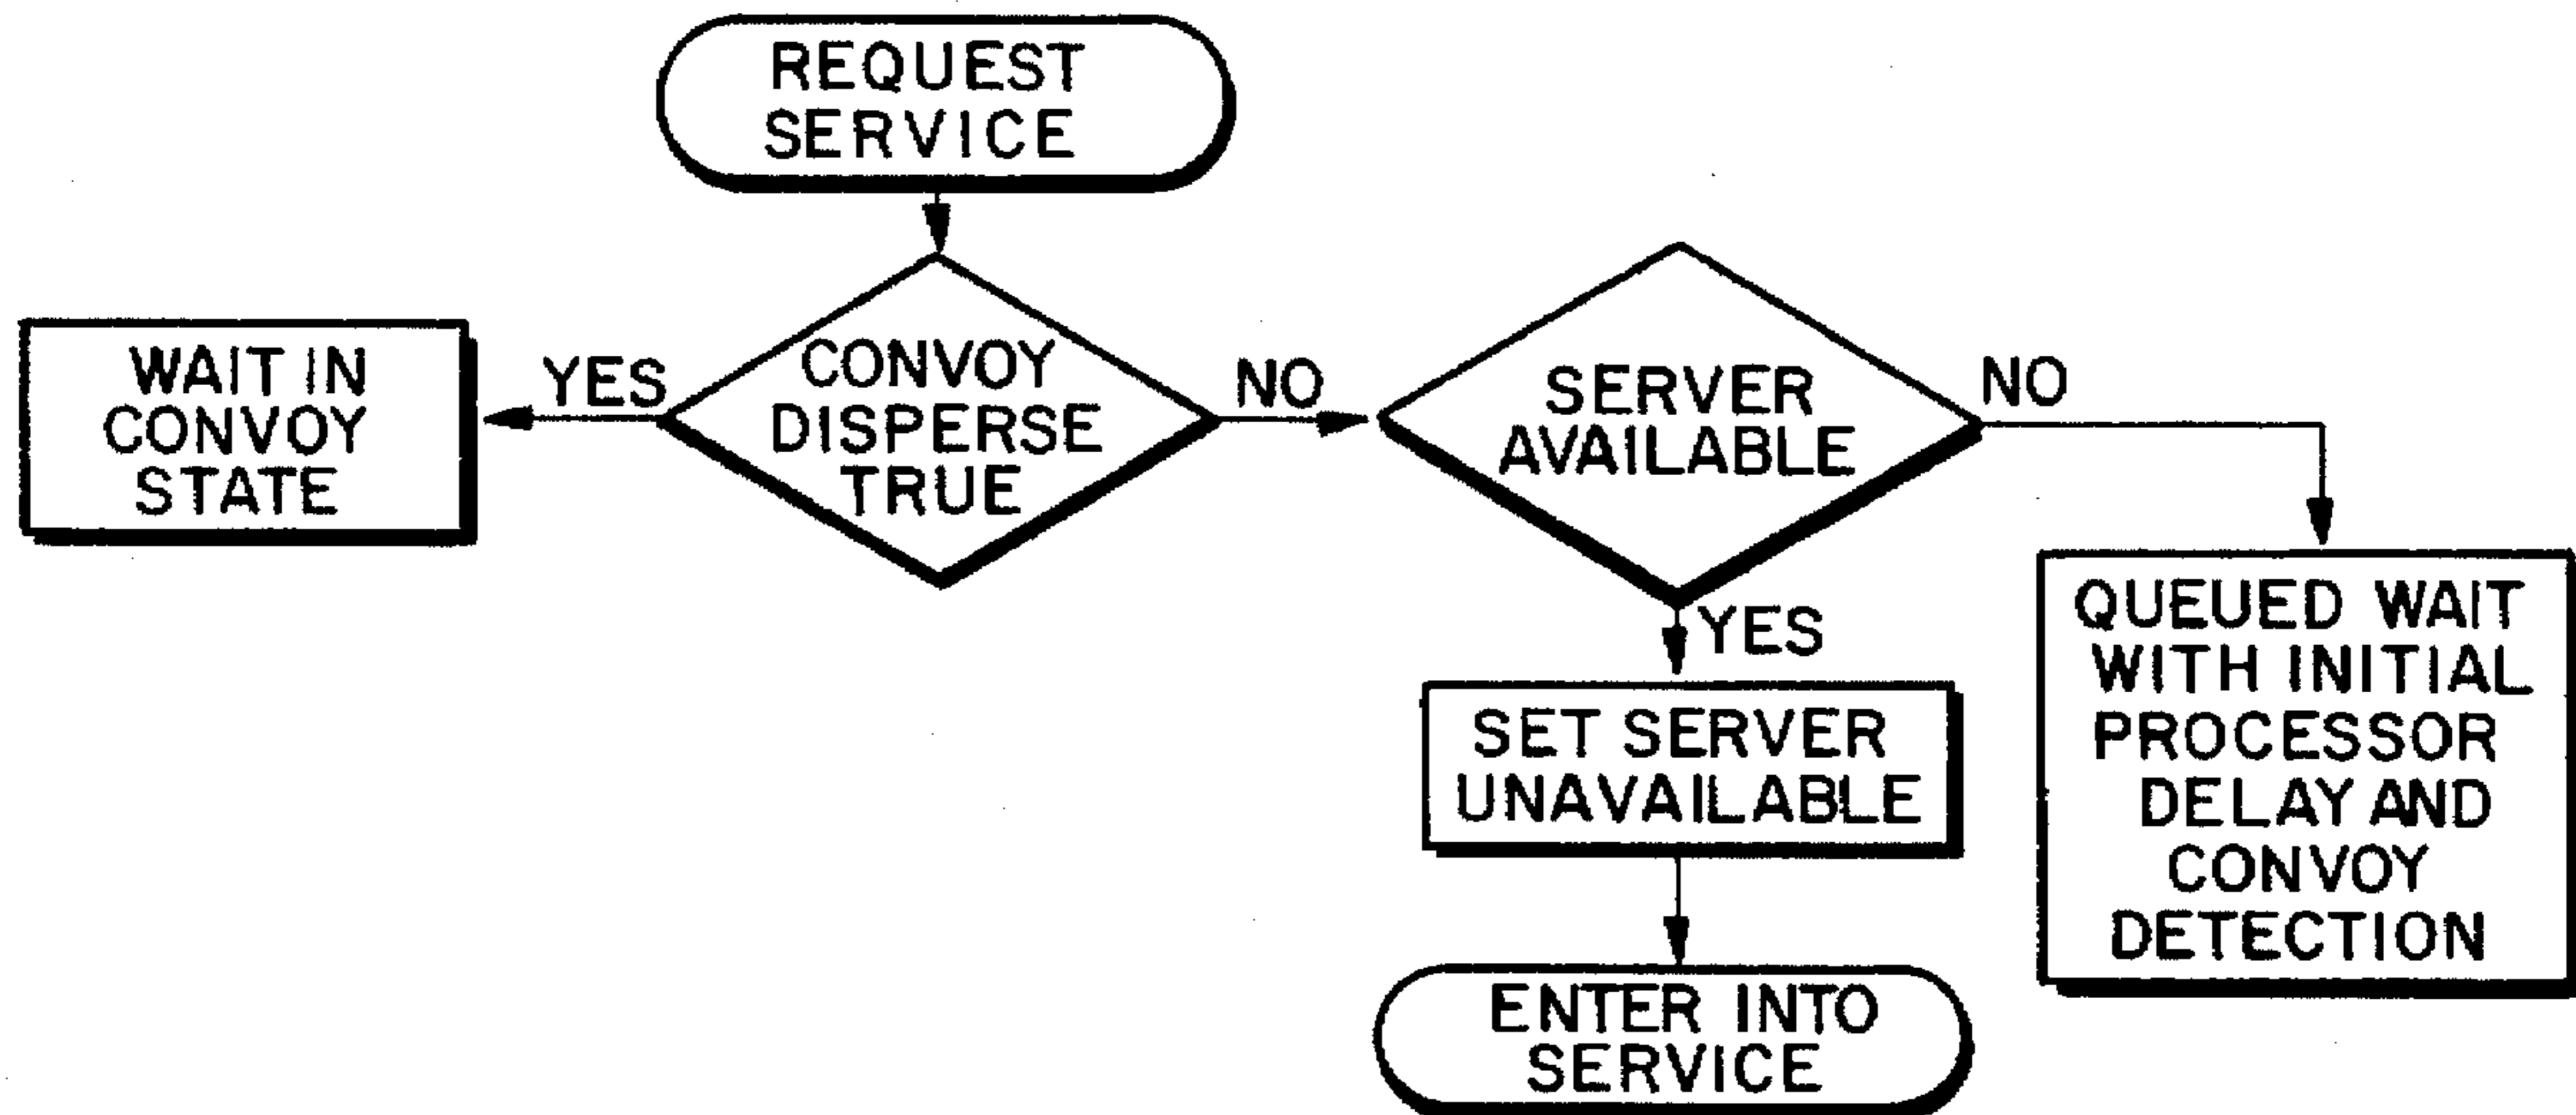 REQUEST
SERVICE
WAIT IN
CONVOY
STATE
YES
CONVOY
DISPERSE
TRUE
NO
SERVER
AVAILABLE
NO
YES
SET SERVER
UNAVAILABLE
ENTER INTO
SERVICE
QUEUED WAIT
WITH INITIAL
PROCESSOR
DELAY AND
CONVOY
DETECTION